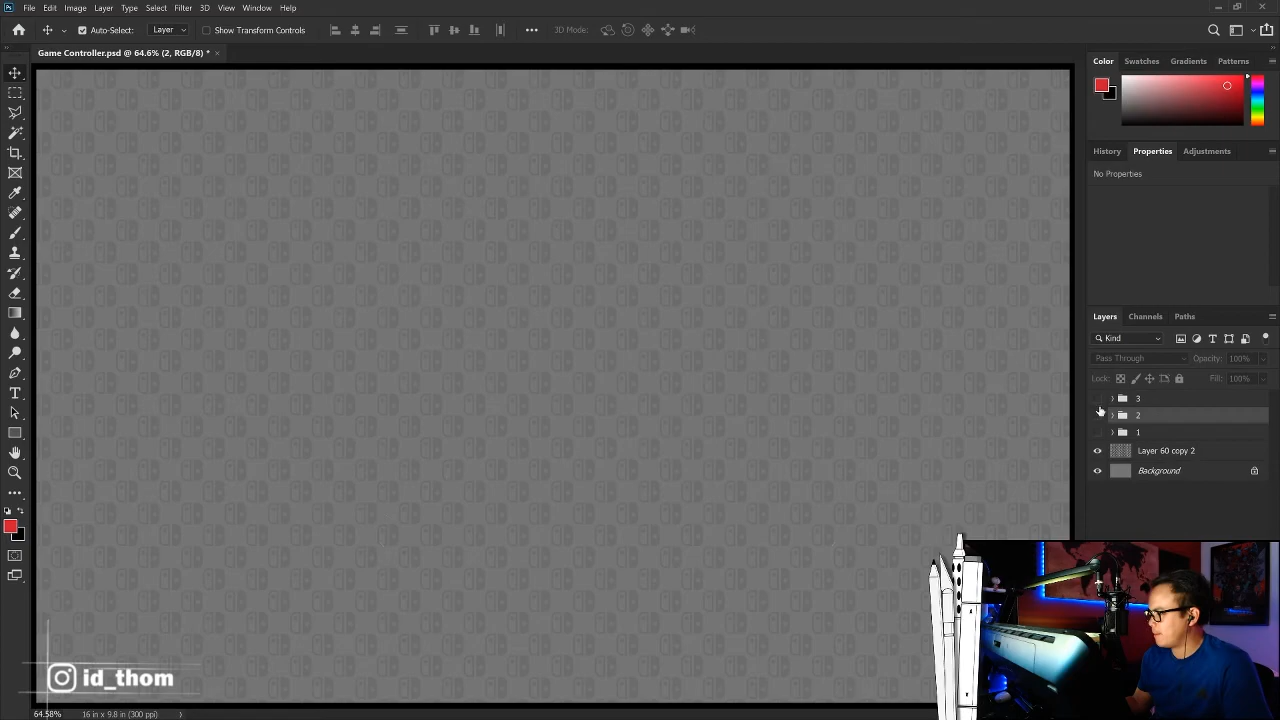 File Edit Image Layer Type Select Filter 3D View Window Help
Auto-Select: Layer Show Transform Controls 3D Mode:
Game Controller.psd @ 64.6% (2, RGB/8) *
Color Swatches Gradients Patterns
History Properties Adjustments
No Properties
Layers Channels Paths
Kind
Pass Through Opacity: 100%
Lock: Fill: 100%
3
2
1
Layer 60 copy 2
Background
id_thom
64.58% 16 in x 9.8 in (300 ppi)